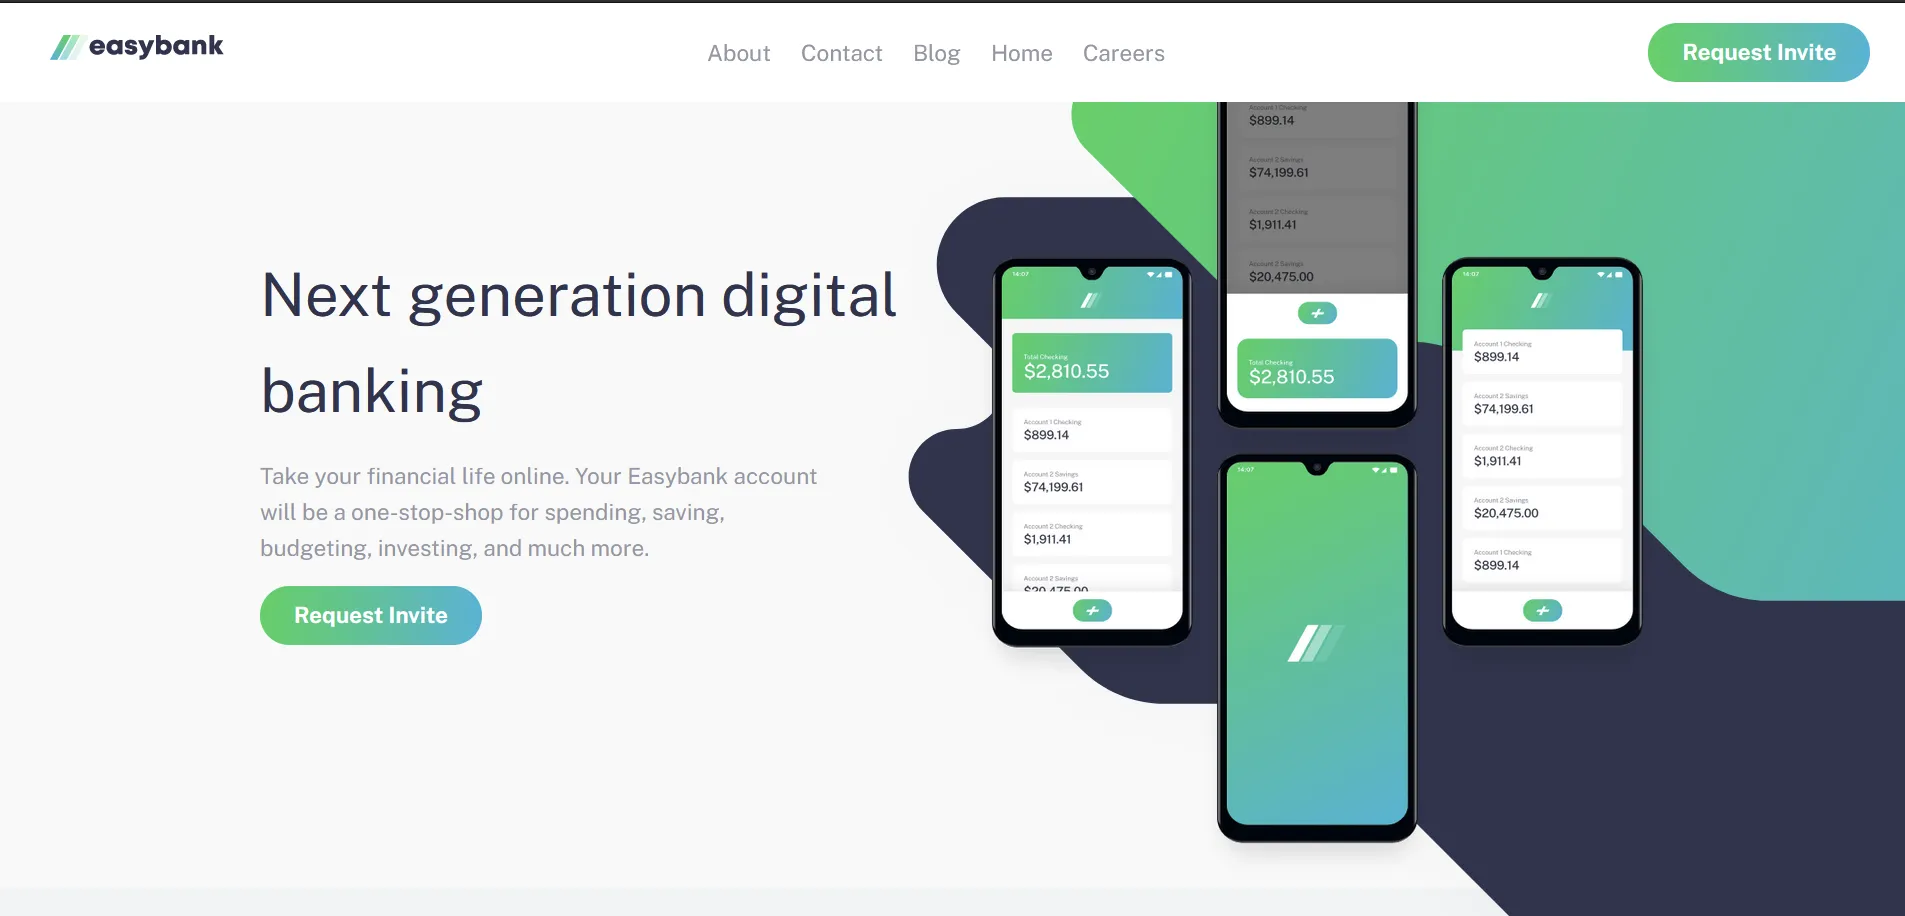 easybank
About Contact Blog Home Careers
Request Invite
Next generation digital
banking
Take your financial life online. Your Easybank account
will be a one-stop-shop for spending, saving,
budgeting, investing, and much more.
Request Invite
14:07
Total Checking
$2,810.55
Account 1 Checking
$899.14
Account 2 Savings
$74,199.61
Account 2 Checking
$1,911.41
Account 2 Savings
$20,475.00
Account 1 Checking
$899.14
Account 2 Savings
$74,199.61
Account 2 Checking
$1,911.41
Account 2 Savings
$20,475.00
Total Checking
$2,810.55
14:07
14:07
Account 1 Checking
$899.14
Account 2 Savings
$74,199.61
Account 2 Checking
$1,911.41
Account 2 Savings
$20,475.00
Account 1 Checking
$899.14